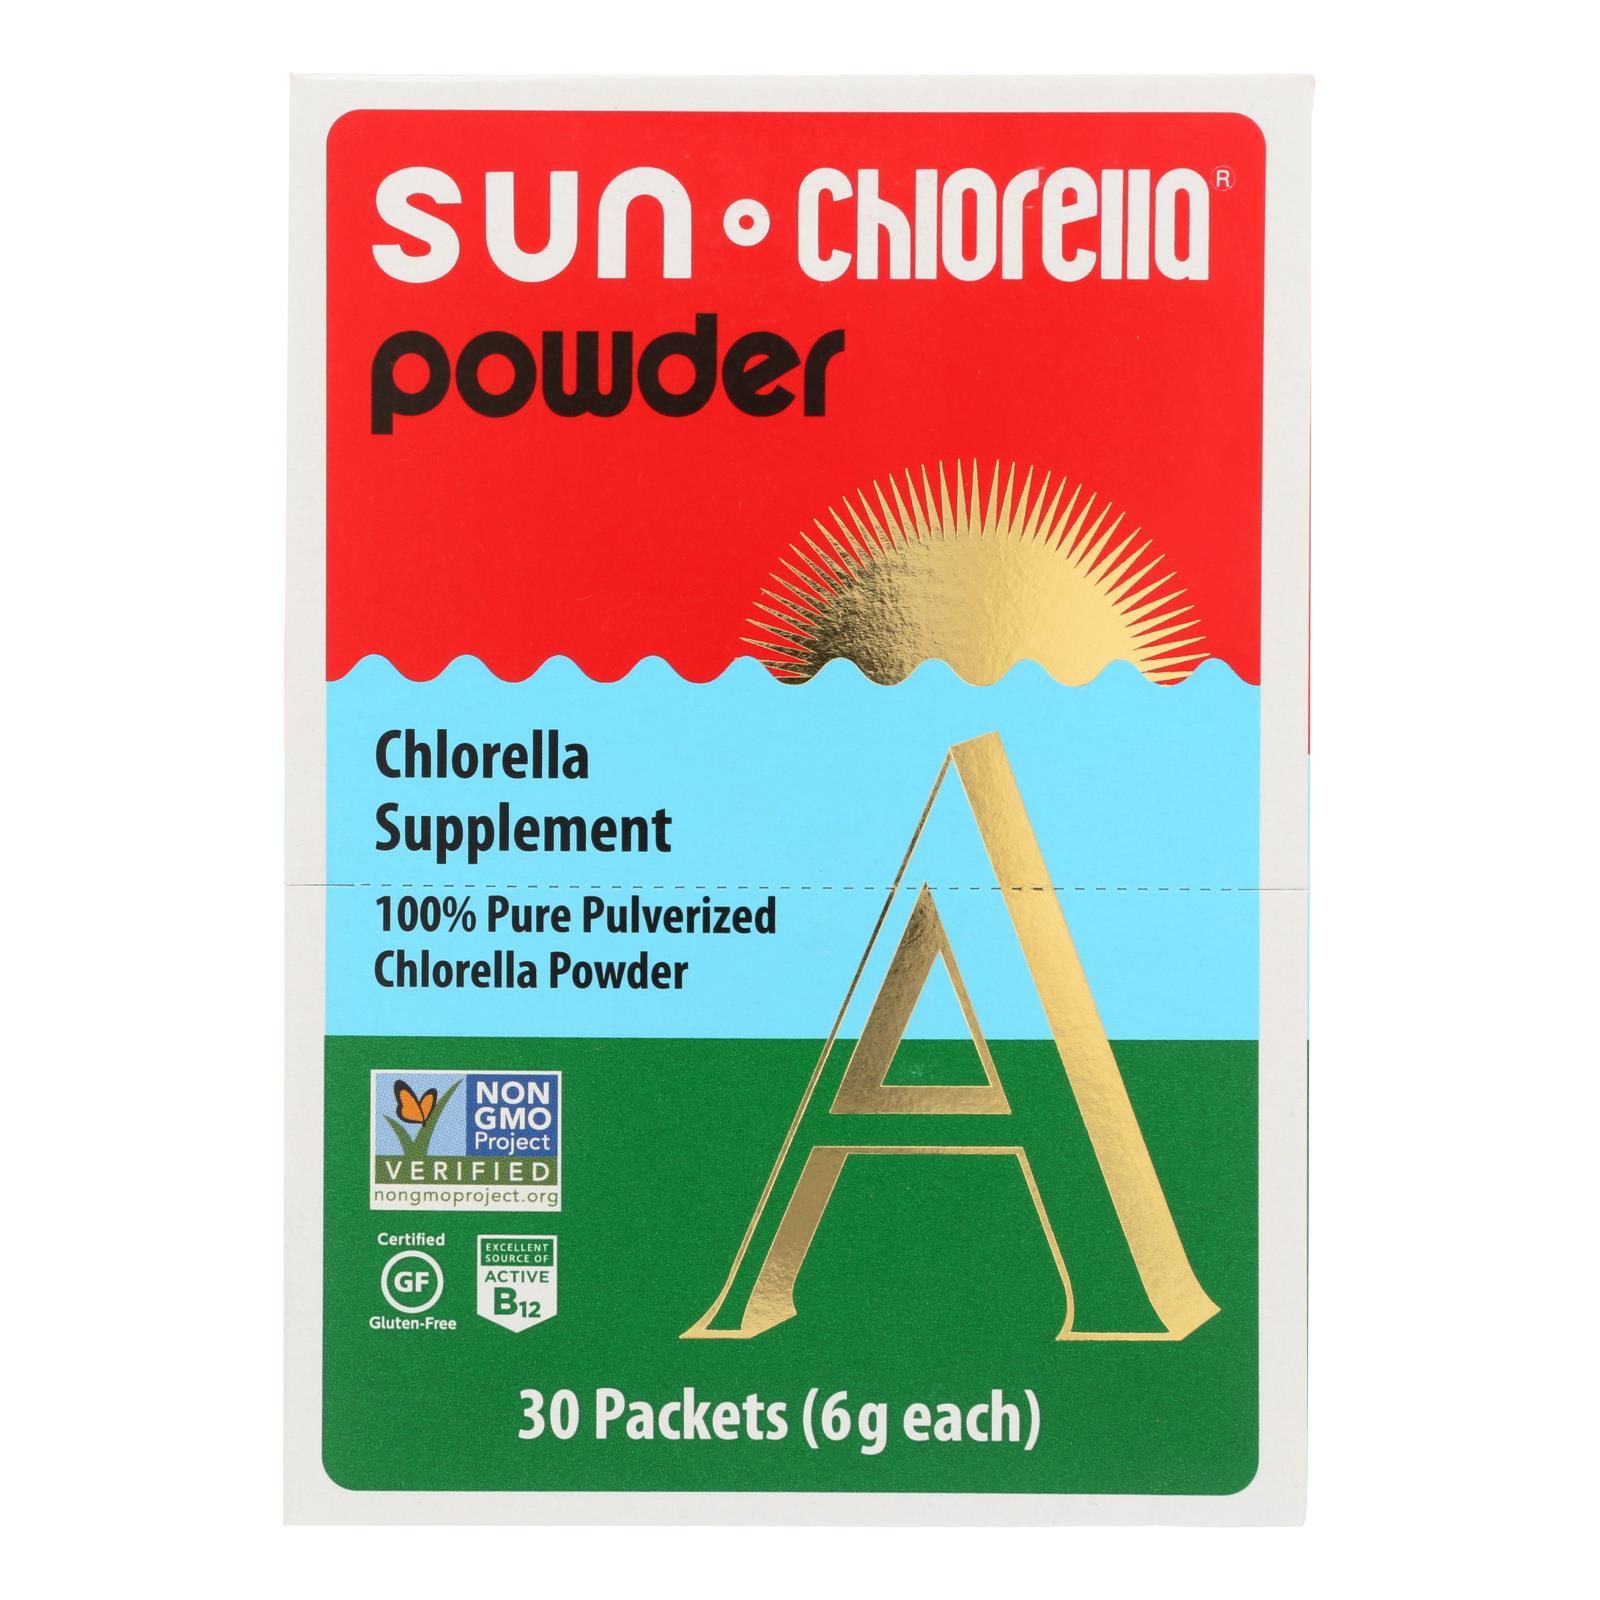 sun Chlorella®
powder
Chlorella
Supplement
100% Pure Pulverized
Chlorella Powder
A
NON
GMO
Project
VERIFIED
nongmoproject.org
Certified
GF
Gluten-Free
EXCELLENT
SOURCE OF
ACTIVE
B12
30 Packets (6g each)